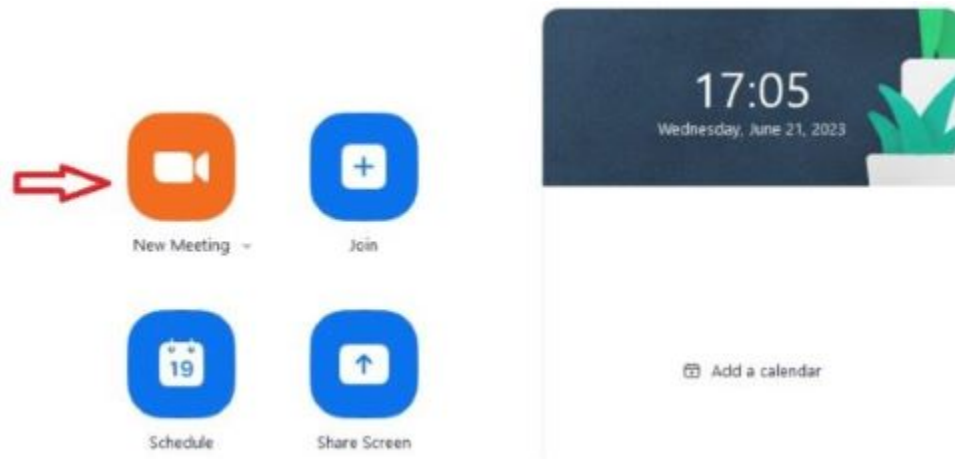 17:05
Wednesday, June 21, 2023
New Meeting
Join
19
Schedule
Share Screen
Add a calendar